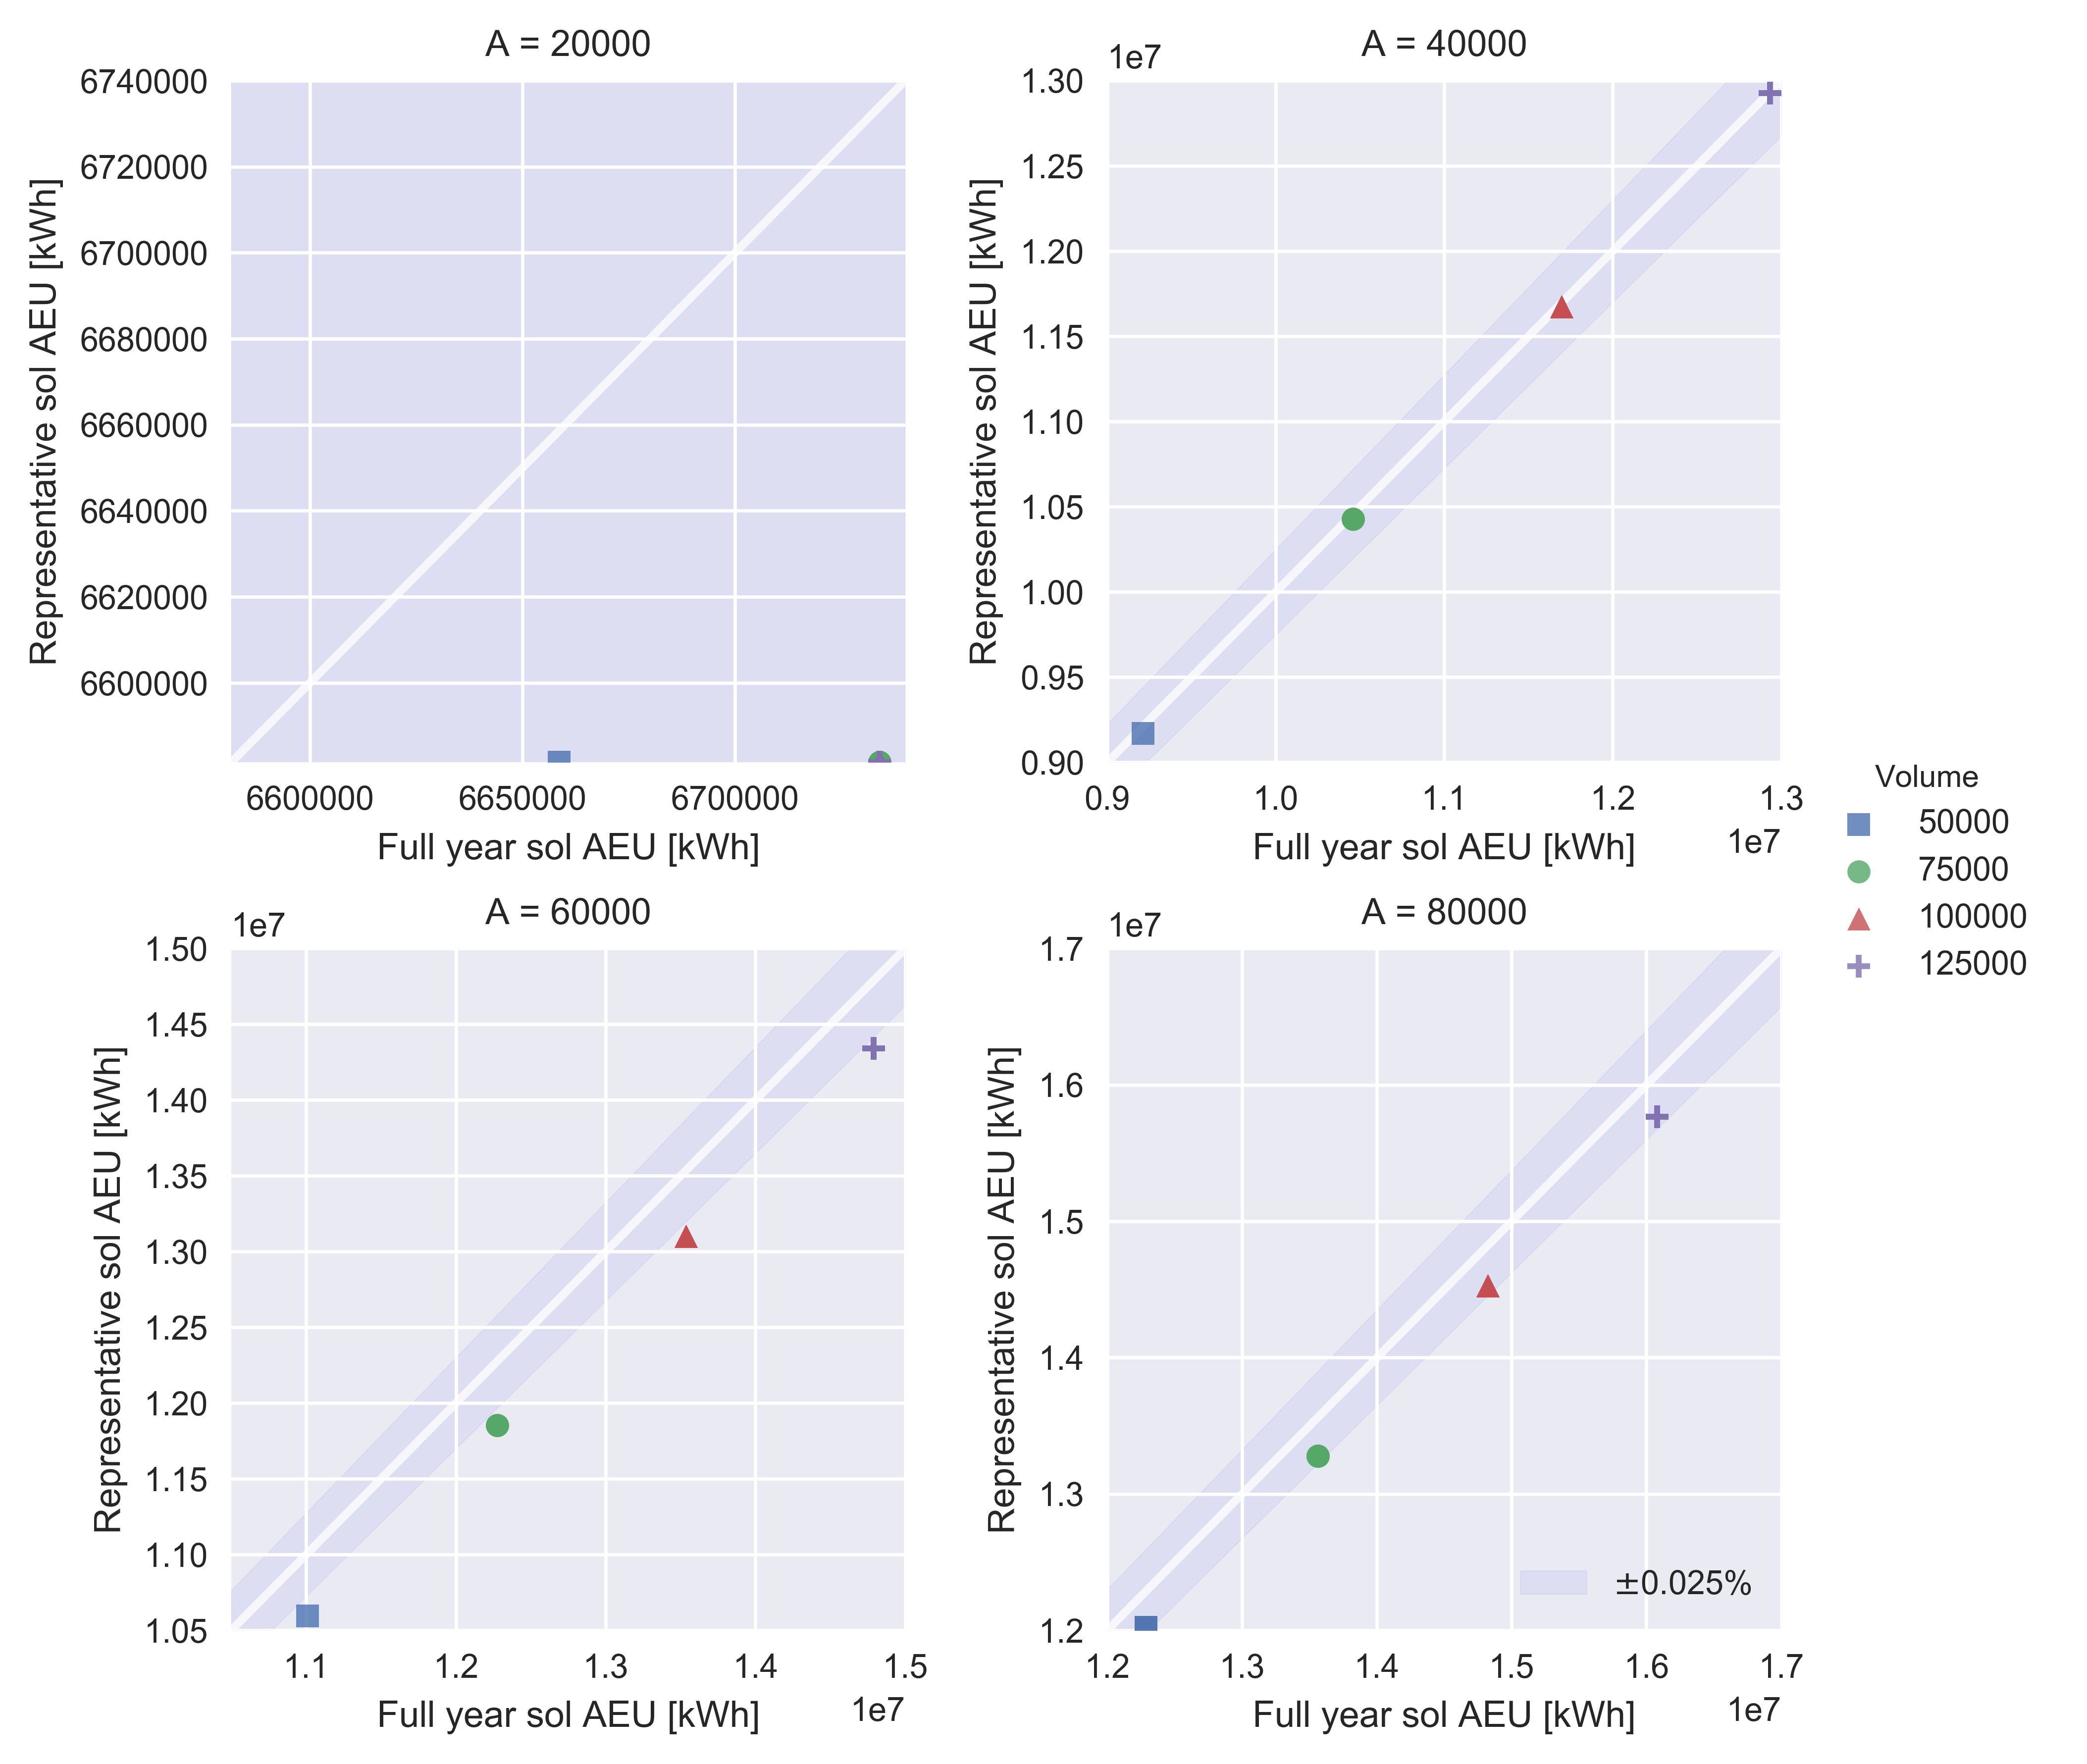 A = 20000
6740000
6720000
6700000
6680000
6660000
6640000
6620000
6600000
Representative sol AEU [kWh]
6600000 6650000 6700000
Full year sol AEU [kWh]
A = 40000
1e7
1.30
1.25
1.20
1.15
1.10
1.05
1.00
0.95
0.90
Representative sol AEU [kWh]
0.9 1.0 1.1 1.2 1.3
1e7
Full year sol AEU [kWh]
Volume
50000
75000
100000
125000
A = 60000
1e7
1.50
1.45
1.40
1.35
1.30
1.25
1.20
1.15
1.10
1.05
Representative sol AEU [kWh]
1.1 1.2 1.3 1.4 1.5
1e7
Full year sol AEU [kWh]
A = 80000
1e7
1.7
1.6
1.5
1.4
1.3
1.2
Representative sol AEU [kWh]
±0.025%
1.2 1.3 1.4 1.5 1.6 1.7
1e7
Full year sol AEU [kWh]